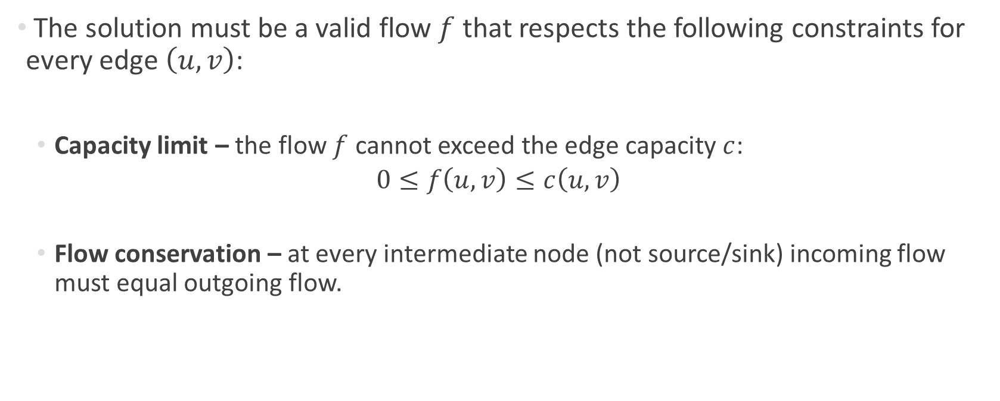 • The solution must be a valid flow 𝑓 that respects the following constraints for
every edge (𝑢, 𝑣):
• Capacity limit – the flow 𝑓 cannot exceed the edge capacity 𝑐:
0 ≤ 𝑓(𝑢, 𝑣) ≤ 𝑐(𝑢, 𝑣)
• Flow conservation – at every intermediate node (not source/sink) incoming flow
must equal outgoing flow.